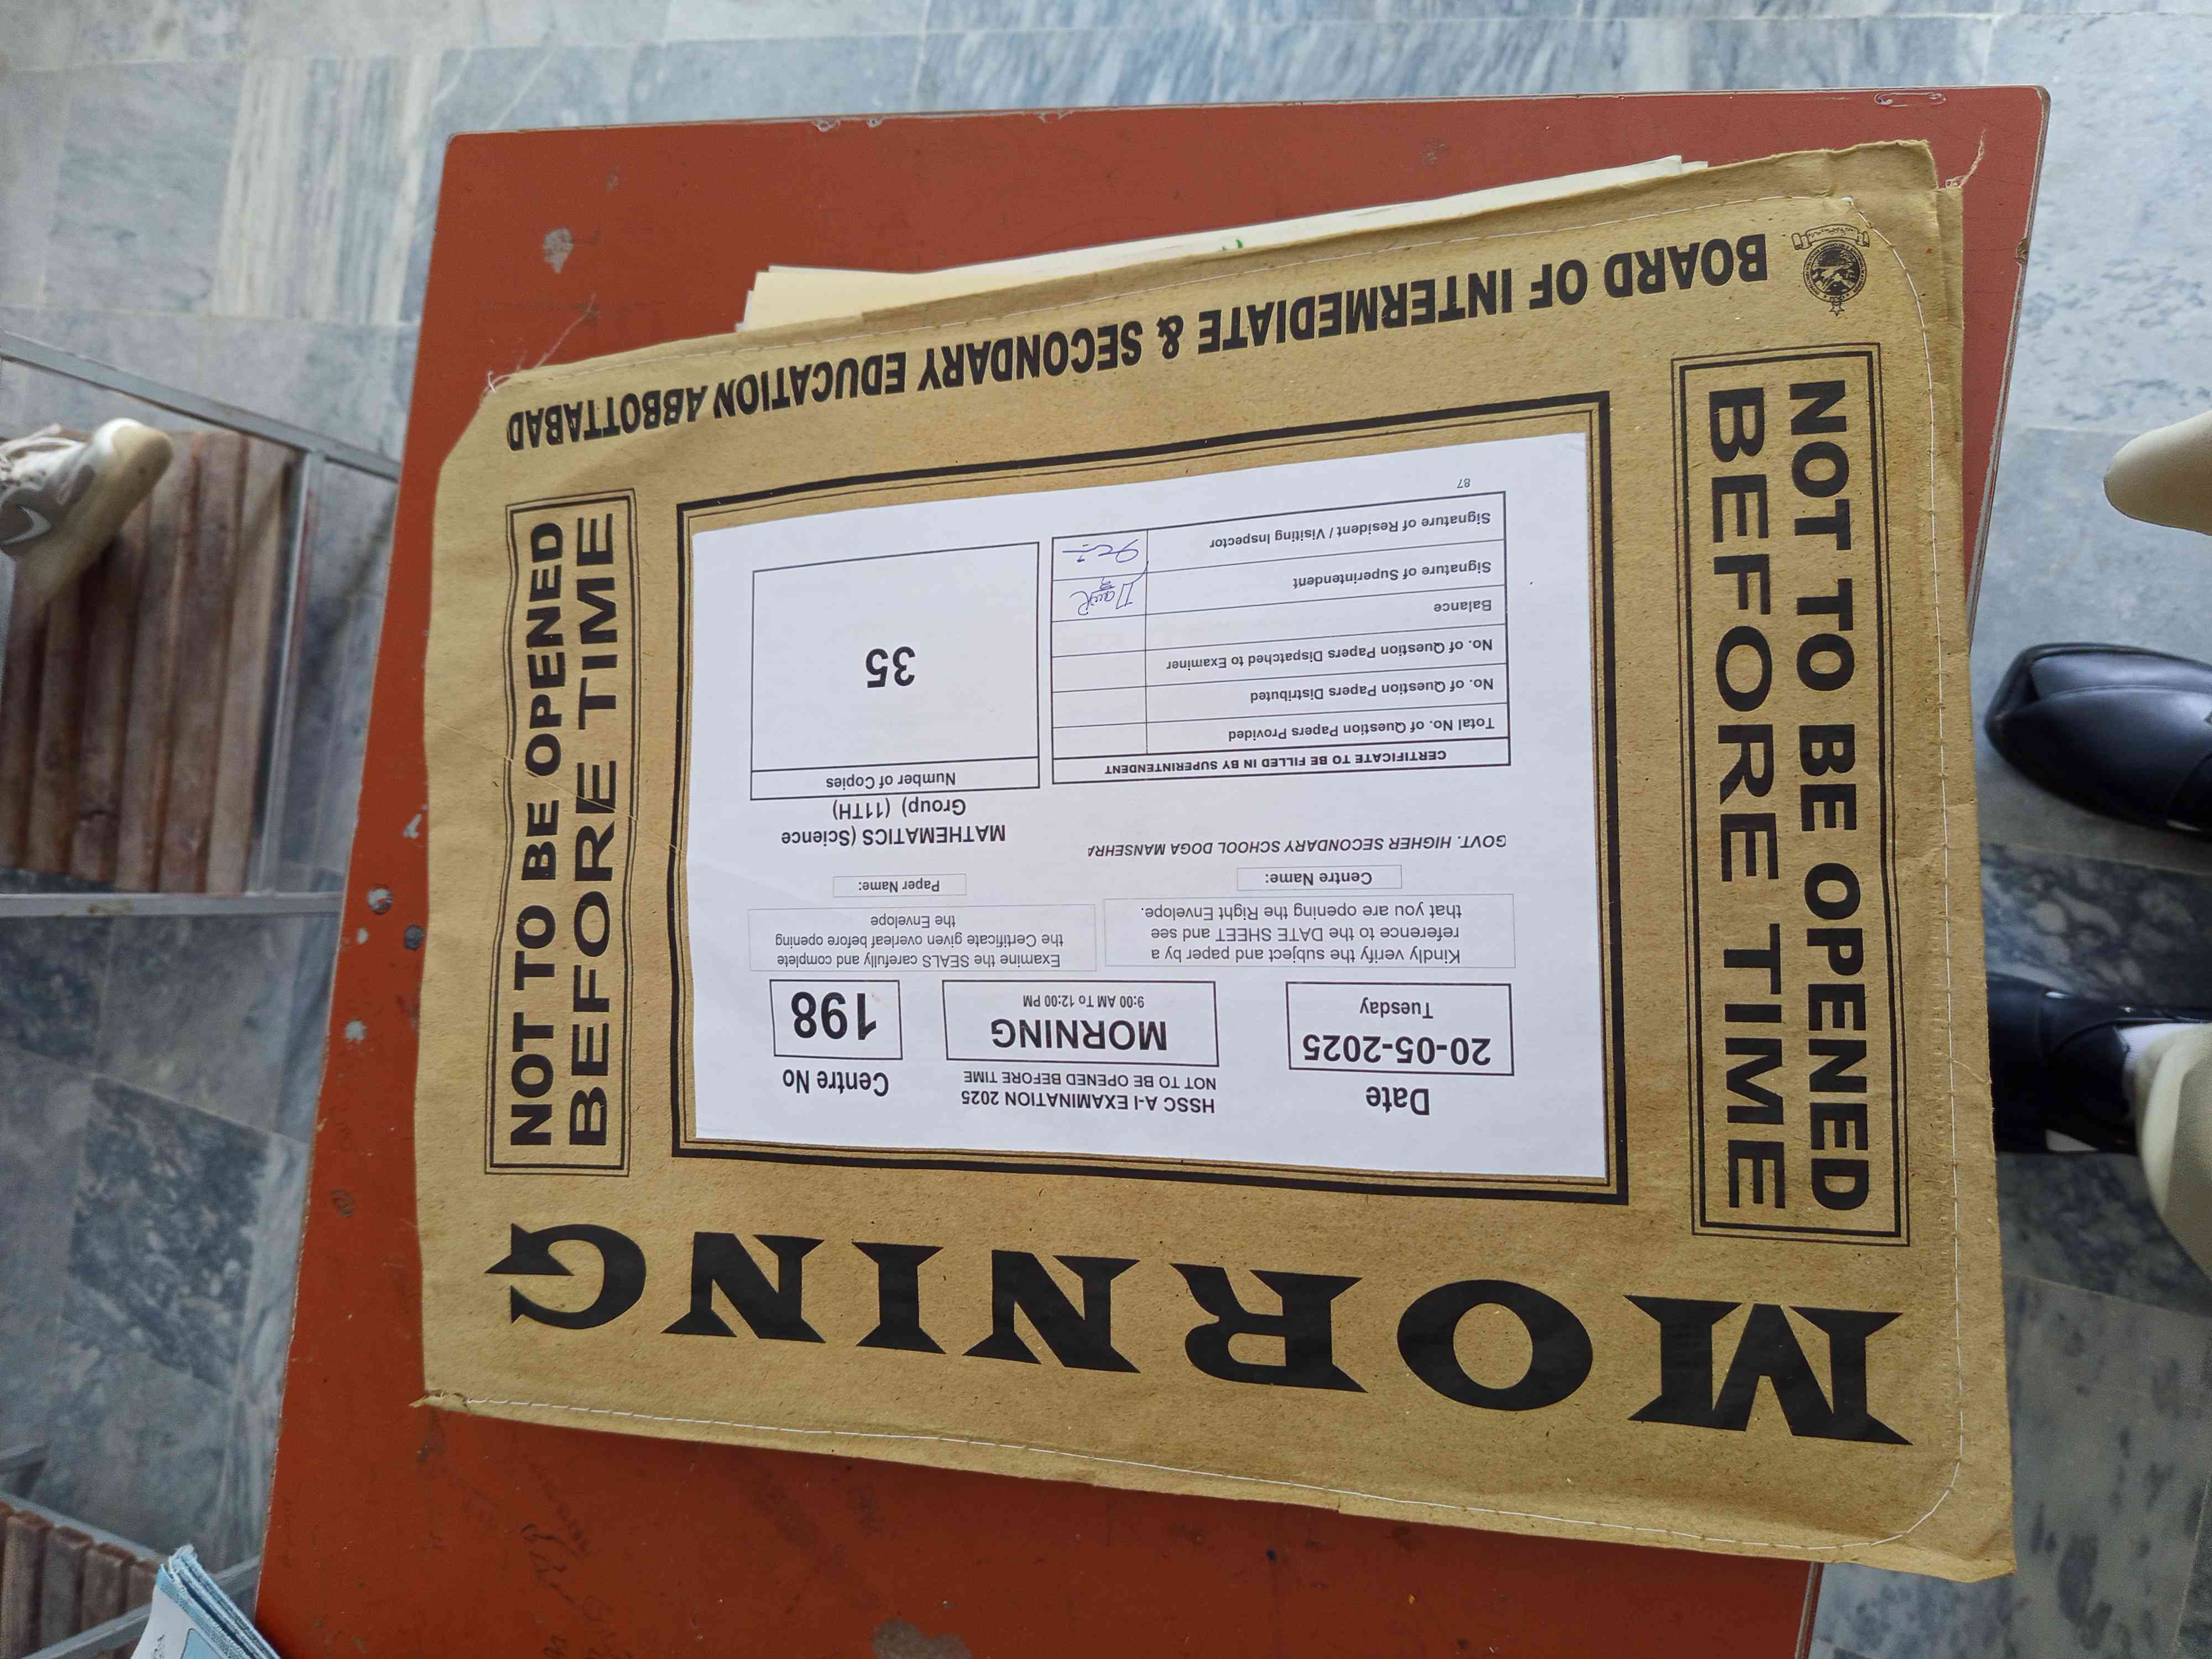 BOARD OF INTERMEDIATE & SECONDARY EDUCATION ABBOTTABAD
NOT TO BE OPENED
BEFORE TIME
MORNING
NOT TO BE OPENED
BEFORE TIME
Date
20-05-2025
Tuesday
HSSC A-I EXAMINATION 2025
NOT TO BE OPENED BEFORE TIME
MORNING
9:00 AM To 12:00 PM
Centre No
198
Kindly verify the subject and paper by a
reference to the DATE SHEET and see
that you are opening the Right Envelope.
Examine the SEALS carefully and complete
the Certificate given overleaf before opening
the Envelope
Centre Name:
GOVT. HIGHER SECONDARY SCHOOL DOGA MANSEHRA
Paper Name:
MATHEMATICS (Science
Group) (11TH)
CERTIFICATE TO BE FILLED IN BY SUPERINTENDENT
Total No. of Question Papers Provided
No. of Question Papers Distributed
No. of Question Papers Dispatched to Examiner
Balance
Signature of Superintendent
Signature of Resident / Visiting Inspector
87
Number of Copies
35